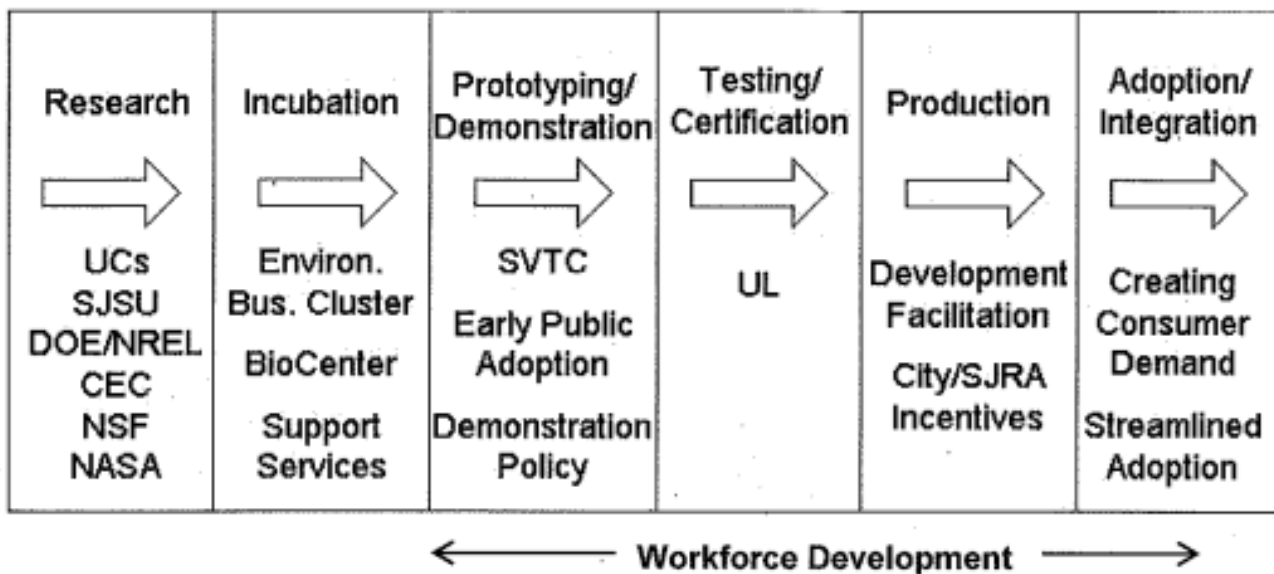 Research
UCs
SJSU
DOE/NREL
CEC
NSF
NASA
Incubation
Environ.
Bus. Cluster
BioCenter
Support
Services
Prototyping/
Demonstration
SVTC
Early Public
Adoption
Demonstration
Policy
Testing/
Certification
UL
Production
Development
Facilitation
City/SJRA
Incentives
Adoption/
Integration
Creating
Consumer
Demand
Streamlined
Adoption
Workforce Development